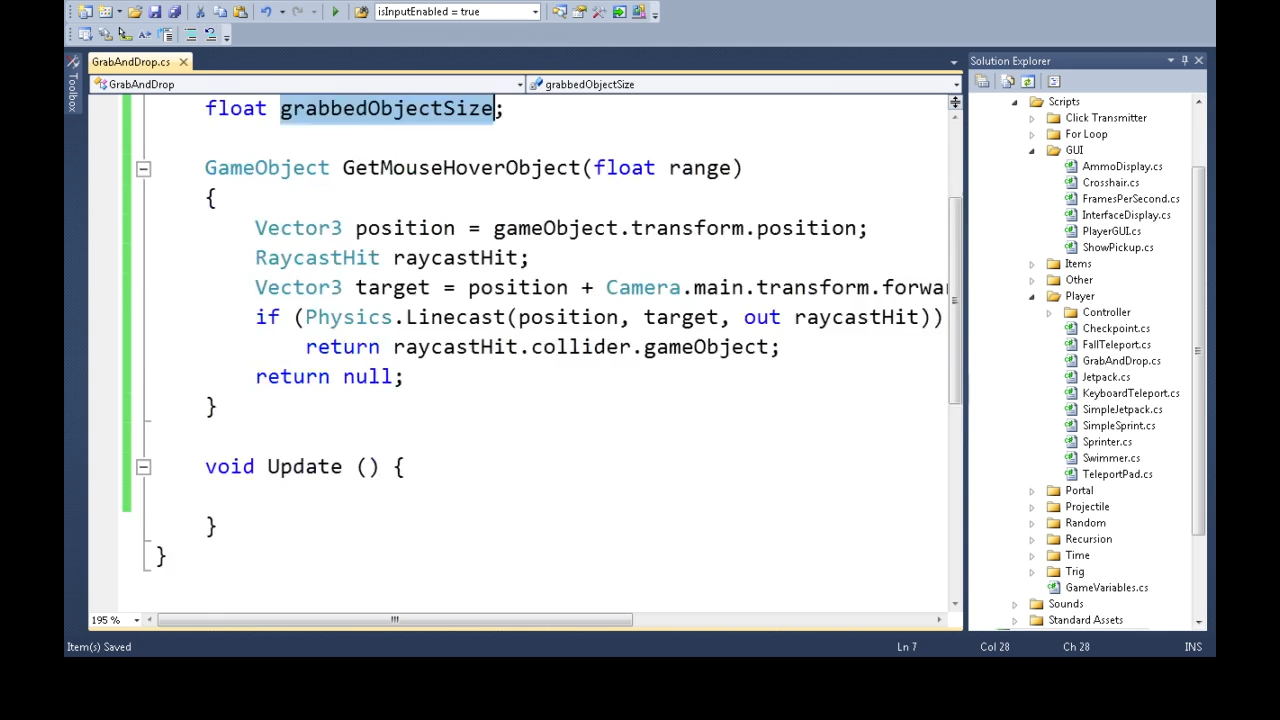 isInputEnabled = true
GrabAndDrop.cs
Solution Explorer
Toolbox
GrabAndDrop
grabbedObjectSize
float grabbedObjectSize;
GameObject GetMouseHoverObject(float range)
{
Vector3 position = gameObject.transform.position;
RaycastHit raycastHit;
Vector3 target = position + Camera.main.transform.forwa
if (Physics.Linecast(position, target, out raycastHit))
return raycastHit.collider.gameObject;
return null;
}
void Update () {
}
}
Scripts
Click Transmitter
For Loop
GUI
AmmoDisplay.cs
Crosshair.cs
FramesPerSecond.cs
InterfaceDisplay.cs
PlayerGUI.cs
ShowPickup.cs
Items
Other
Player
Controller
Checkpoint.cs
FallTeleport.cs
GrabAndDrop.cs
Jetpack.cs
KeyboardTeleport.cs
SimpleJetpack.cs
SimpleSprint.cs
Sprinter.cs
Swimmer.cs
TeleportPad.cs
Portal
Projectile
Random
Recursion
Time
Trig
GameVariables.cs
Sounds
Standard Assets
195 %
Item(s) Saved
Ln 7
Col 28
Ch 28
INS